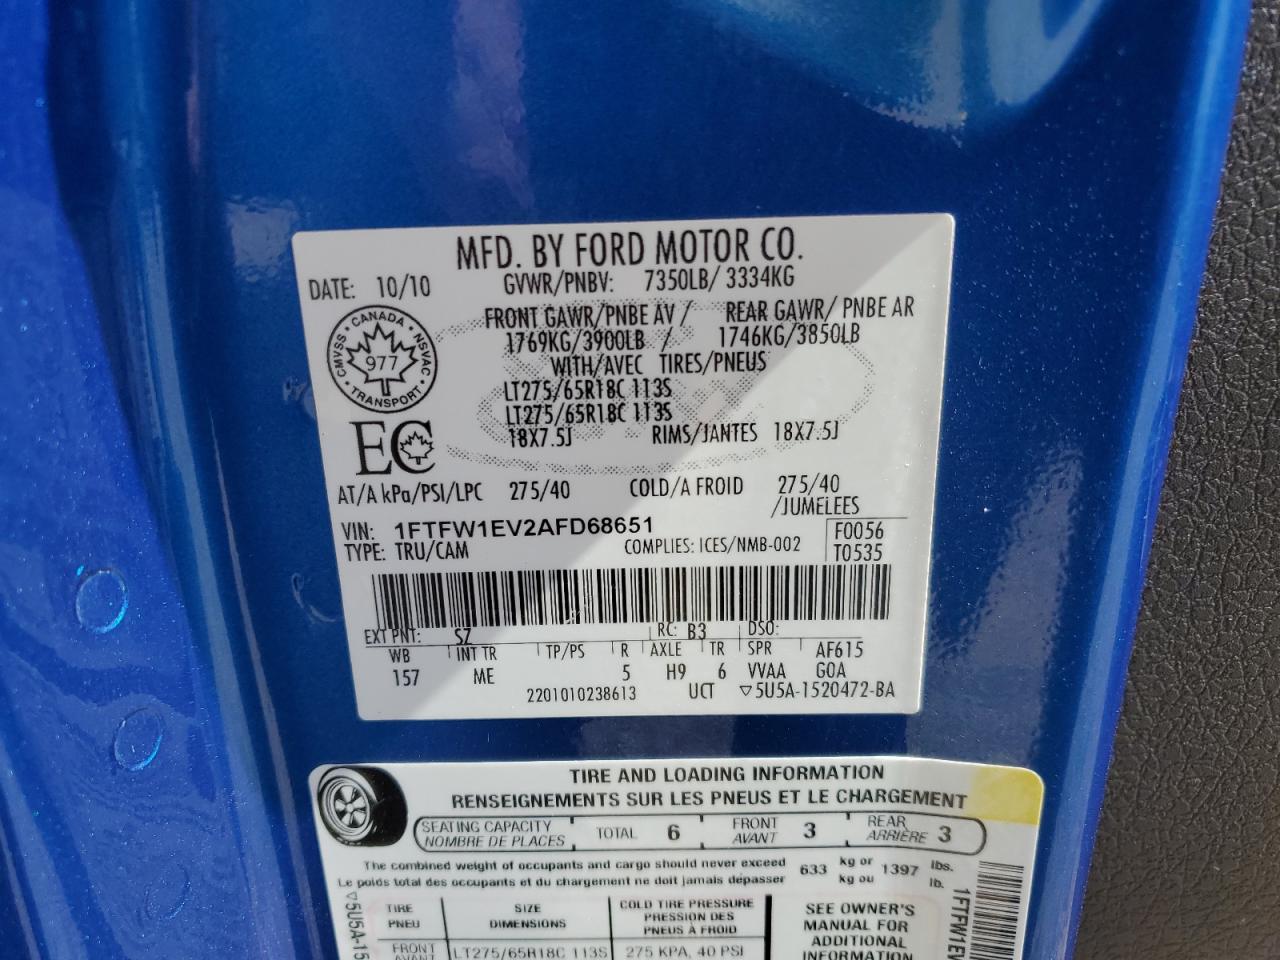 MFD. BY FORD MOTOR CO.
DATE: 10/10 GVWR/PNBV: 7350LB/ 3334KG
FRONT GAWR/PNBE AV / REAR GAWR/ PNBE AR
1769KG/3900LB / 1746KG/3850LB
WITH/AVEC TIRES/PNEUS
CANADA
CMVSS 977 NSVAC
TRANSPORT
LT275/65R18C 113S
LT275/65R18C 113S
18X7.5J RIMS/JANTES 18X7.5J
EC
AT/A kPa/PSI/LPC 275/40 COLD/A FROID 275/40
/JUMELEES
VIN: 1FTFW1EV2AFD68651 F0056
TYPE: TRU/CAM COMPLIES: ICES/NMB-002 T0535
EXT PNT: SZ RC: B3 DSO:
WB INT TR TP/PS R AXLE TR SPR AF615
157 ME 5 H9 6 VVAA GOA
2201010238613 UCT ▽5U5A-1520472-BA
TIRE AND LOADING INFORMATION
RENSEIGNEMENTS SUR LES PNEUS ET LE CHARGEMENT
SEATING CAPACITY TOTAL 6 FRONT 3 REAR 3
NOMBRE DE PLACES AVANT ARRIÈRE
The combined weight of occupants and cargo should never exceed 633 kg or 1397 lbs.
Le poids total des occupants et du chargement ne doit jamais dépasser kg ou lb.
TIRE SIZE COLD TIRE PRESSURE
PNEU DIMENSIONS PRESSION DES
PNEUS À FROID
FRONT LT275/65R18C 113S 275 KPA, 40 PSI
AVANT
SEE OWNER'S
MANUAL FOR
ADDITIONAL
INFORMATION
▽5U5A-15
1FTFW1EV